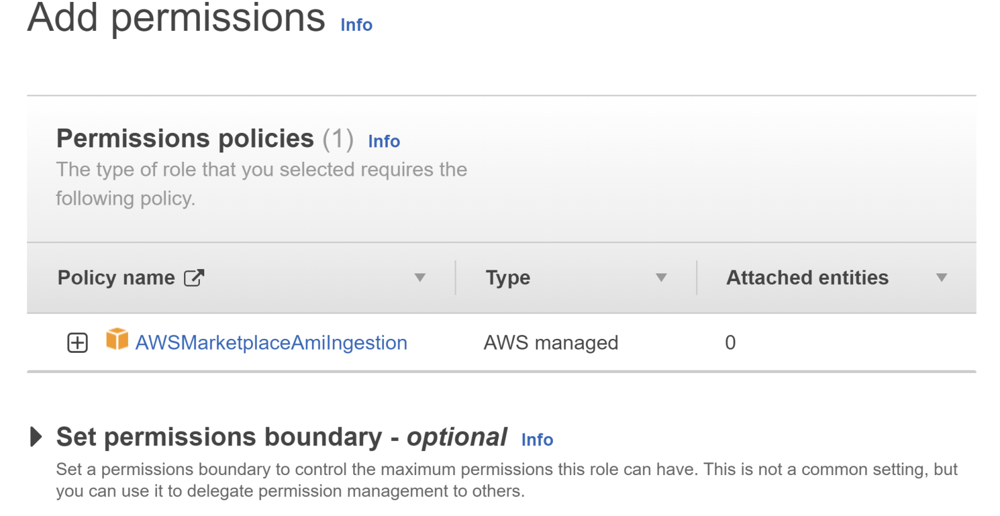 Add permissions Info
Permissions policies (1) Info
The type of role that you selected requires the
following policy.
Policy name Type Attached entities
AWSMarketplaceAmiIngestion AWS managed 0
Set permissions boundary - optional Info
Set a permissions boundary to control the maximum permissions this role can have. This is not a common setting, but
you can use it to delegate permission management to others.